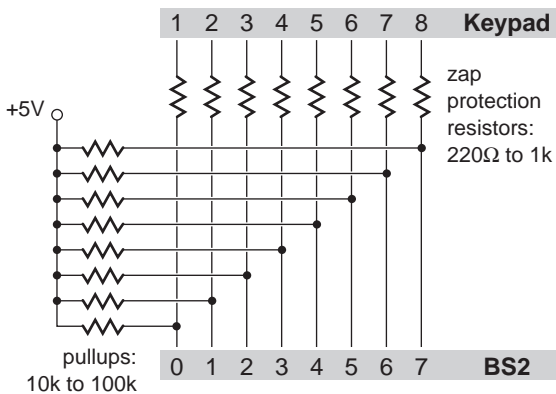 1 2 3 4 5 6 7 8 Keypad
zap
protection
resistors:
220Ω to 1k
+5V
pullups:
10k to 100k
0 1 2 3 4 5 6 7 BS2